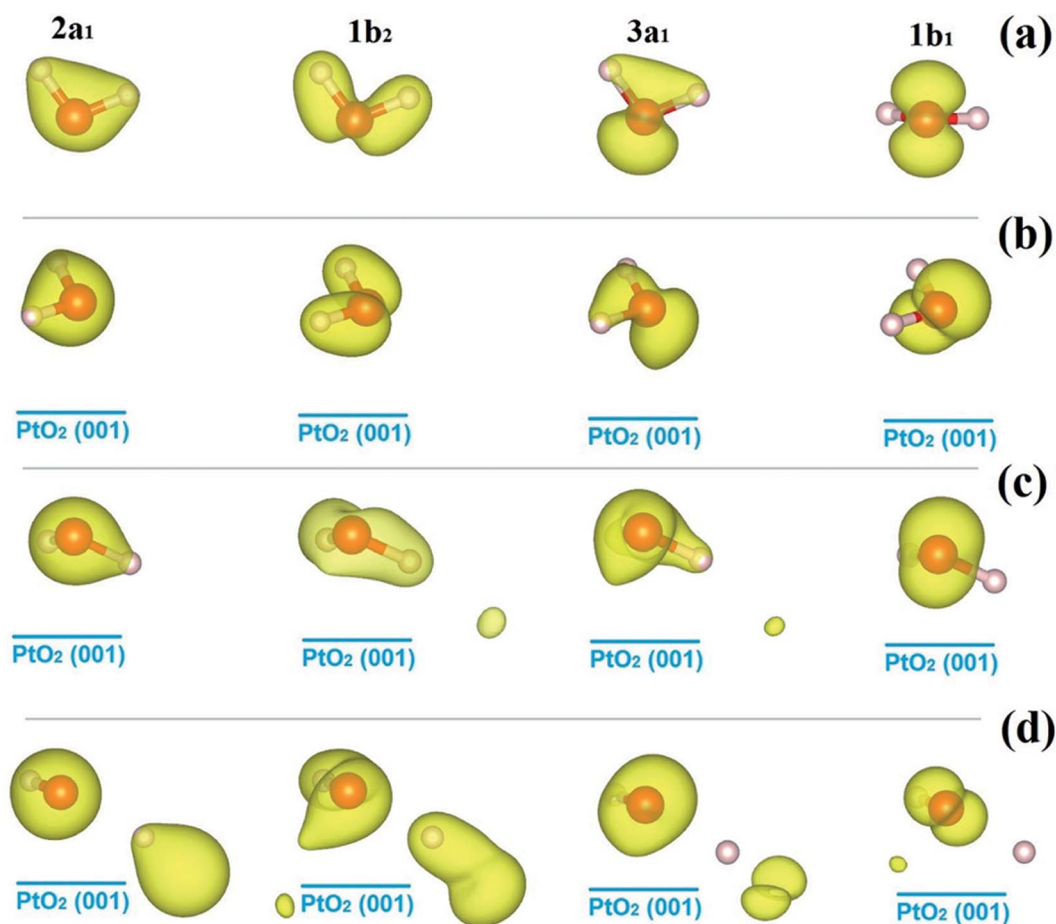 2a₁ 1b₂ 3a₁ 1b₁ (a)
(b)
PtO₂ (001) PtO₂ (001) PtO₂ (001) PtO₂ (001)
(c)
PtO₂ (001) PtO₂ (001) PtO₂ (001) PtO₂ (001)
(d)
PtO₂ (001) PtO₂ (001) PtO₂ (001) PtO₂ (001)